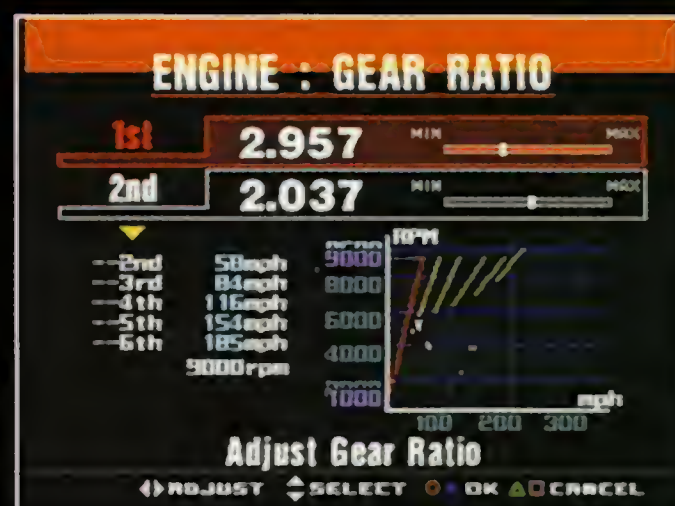 ENGINE : GEAR RATIO
1st 2.957 MIN MAX
2nd 2.037 MIN MAX
2nd 58mph
3rd 84mph
4th 116mph
5th 154mph
6th 185mph
9000rpm
RPM
9000
8000
6000
4000
1000
mph
100 200 300
Adjust Gear Ratio
ADJUST SELECT OK CANCEL